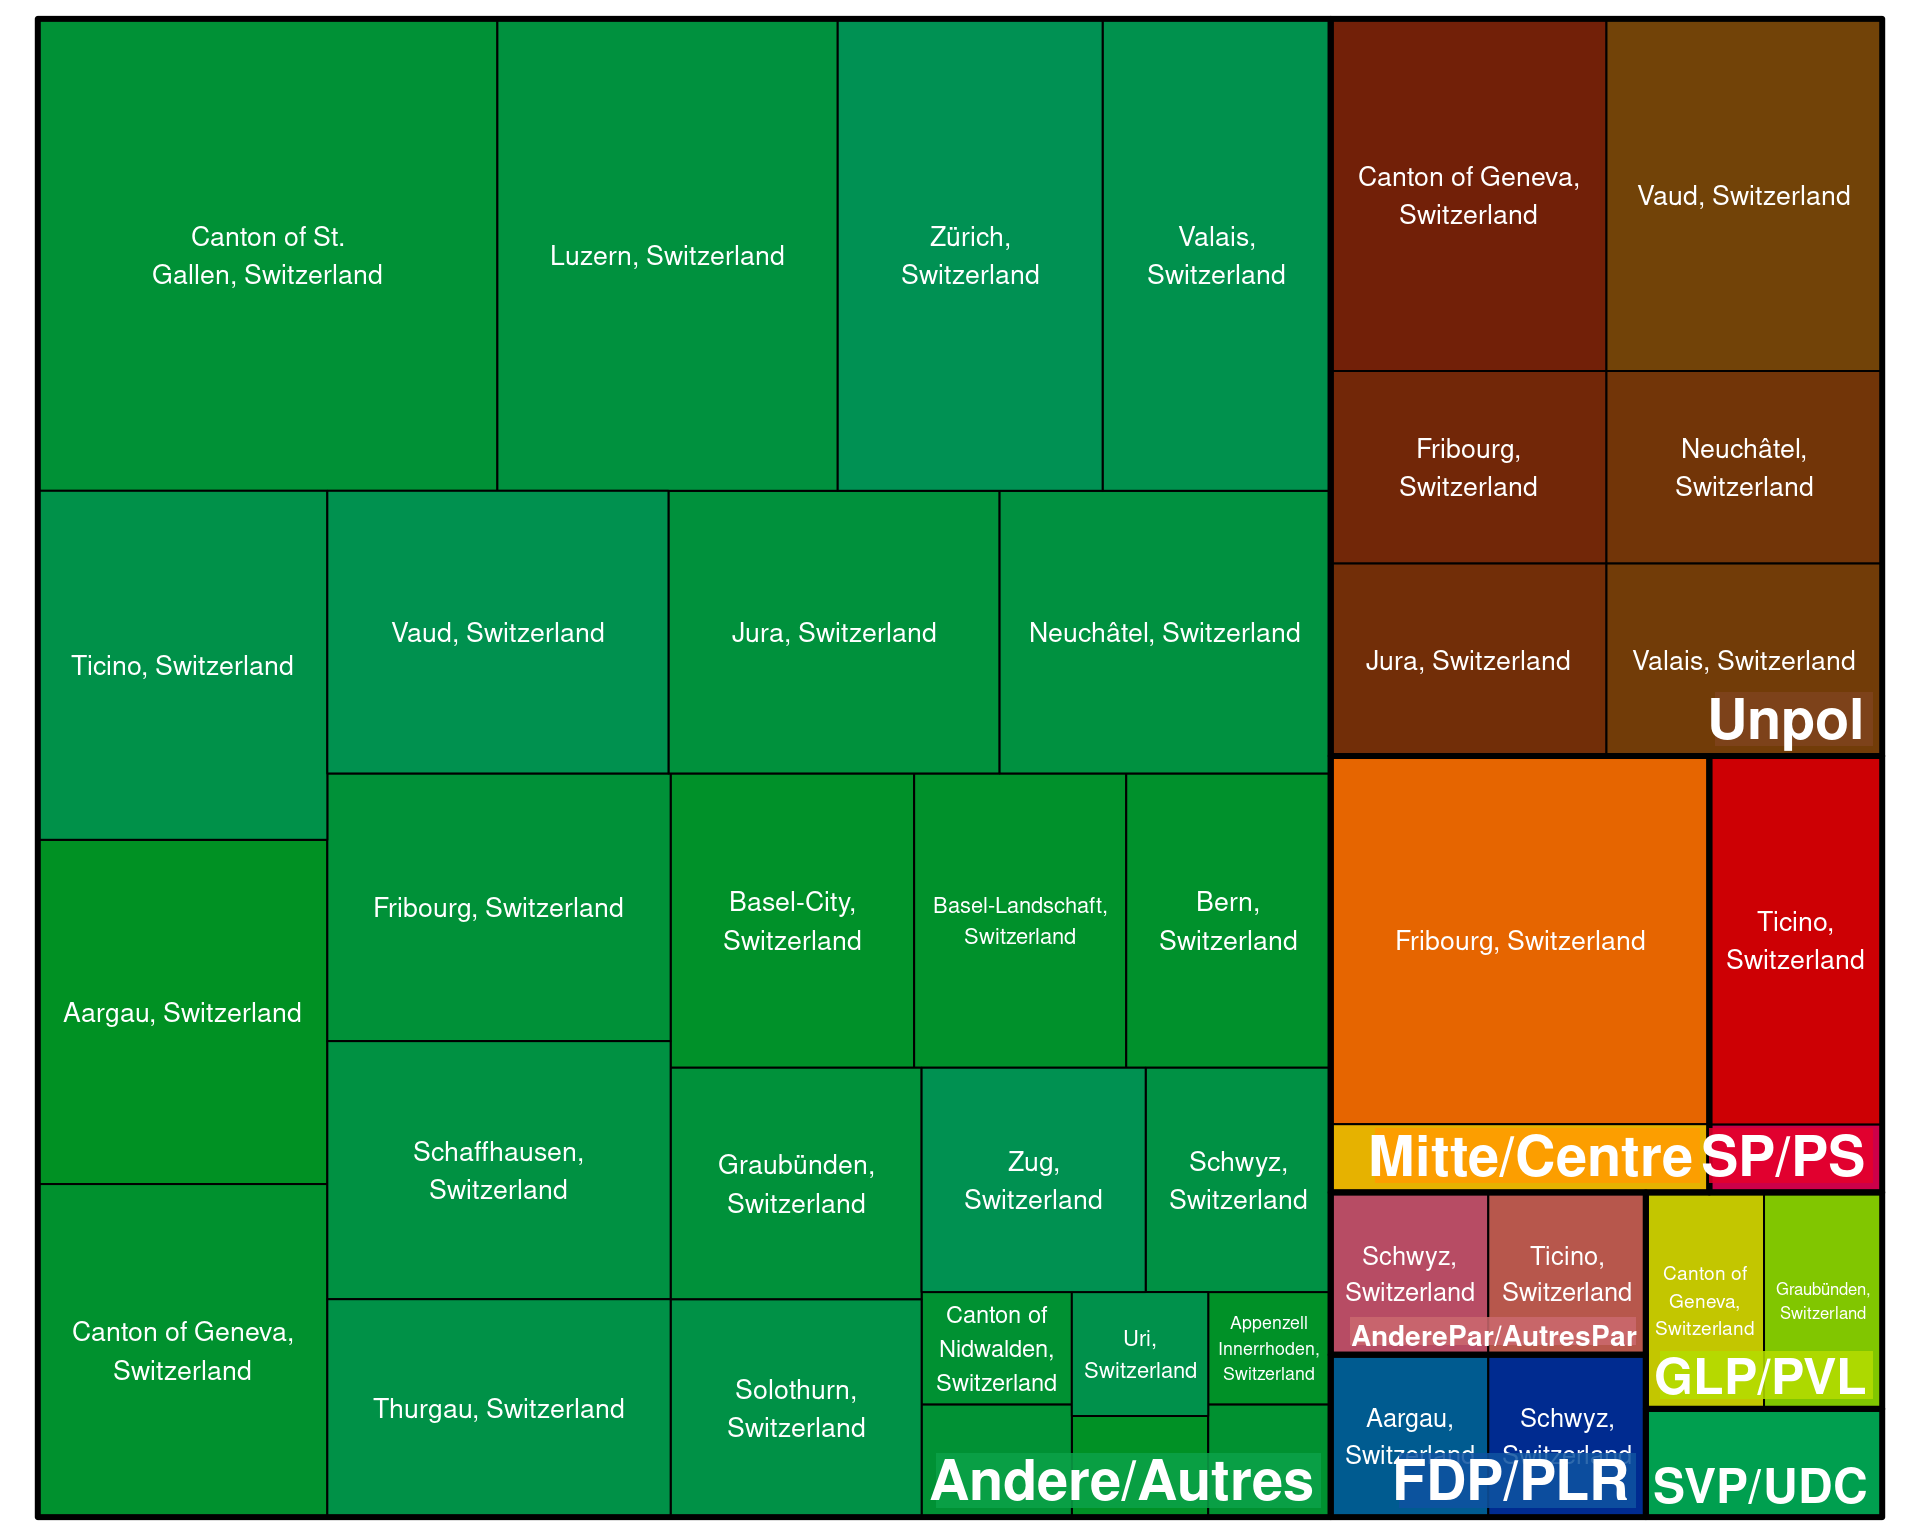 Canton of St.
Gallen, Switzerland
Luzern, Switzerland
Zürich,
Switzerland
Valais,
Switzerland
Ticino, Switzerland
Vaud, Switzerland
Jura, Switzerland
Neuchâtel, Switzerland
Aargau, Switzerland
Fribourg, Switzerland
Basel-City,
Switzerland
Basel-Landschaft,
Switzerland
Bern,
Switzerland
Schaffhausen,
Switzerland
Graubünden,
Switzerland
Zug,
Switzerland
Schwyz,
Switzerland
Canton of Geneva,
Switzerland
Thurgau, Switzerland
Solothurn,
Switzerland
Canton of
Nidwalden,
Switzerland
Uri,
Switzerland
Appenzell
Innerrhoden,
Switzerland
Andere/Autres
Canton of Geneva,
Switzerland
Vaud, Switzerland
Fribourg,
Switzerland
Neuchâtel,
Switzerland
Jura, Switzerland
Valais, Switzerland
Unpol
Fribourg, Switzerland
Mitte/Centre
Ticino,
Switzerland
SP/PS
Schwyz,
Switzerland
Ticino,
Switzerland
AnderePar/AutresPar
Canton of
Geneva,
Switzerland
Graubünden,
Switzerland
GLP/PVL
Aargau,
Switzerland
Schwyz,
Switzerland
FDP/PLR
SVP/UDC